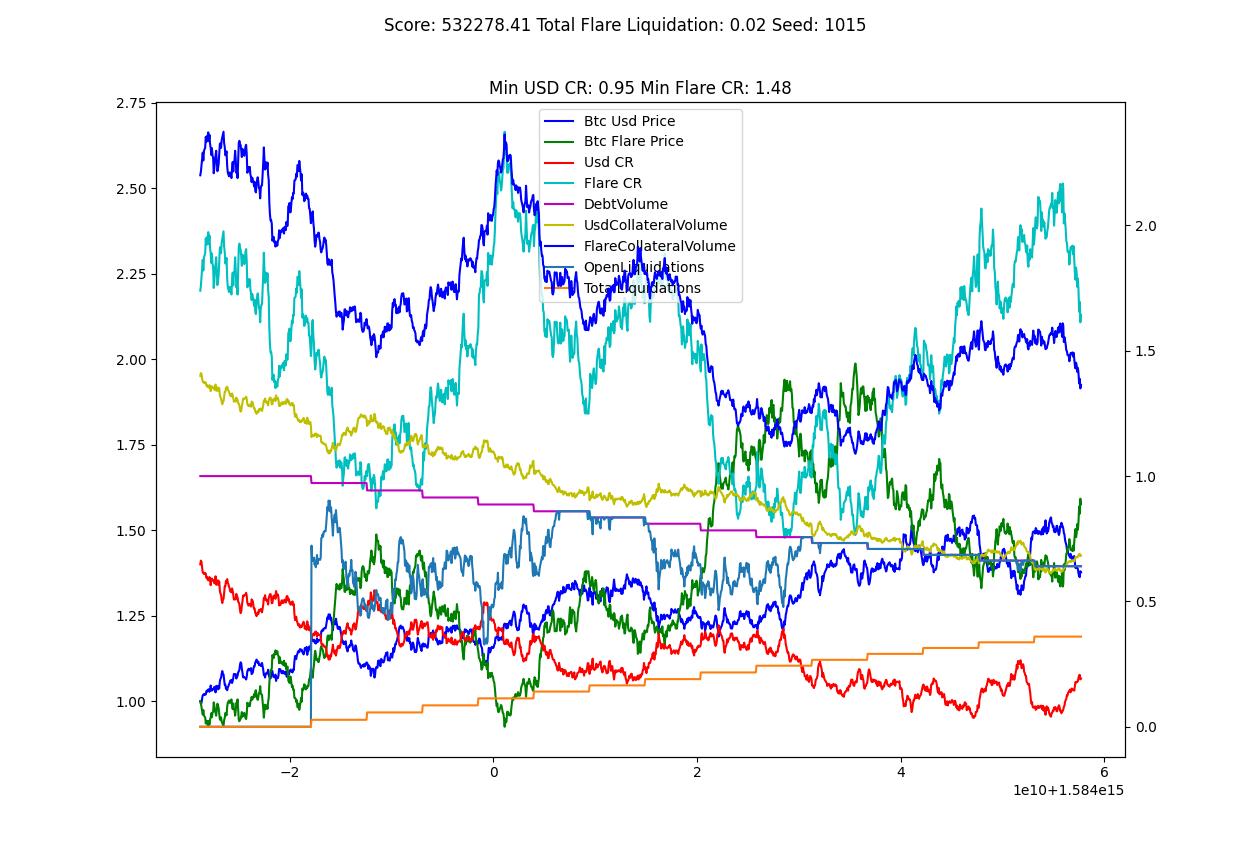 Score: 532278.41 Total Flare Liquidation: 0.02 Seed: 1015
Min USD CR: 0.95 Min Flare CR: 1.48
2.75
2.50
2.25
2.00
1.75
1.50
1.25
1.00
Btc Usd Price
Btc Flare Price
Usd CR
Flare CR
DebtVolume
UsdCollateralVolume
FlareCollateralVolume
OpenLiquidations
TotalLiquidations
2.0
1.5
1.0
0.5
0.0
−2
0
2
4
6
1e10+1.584e15